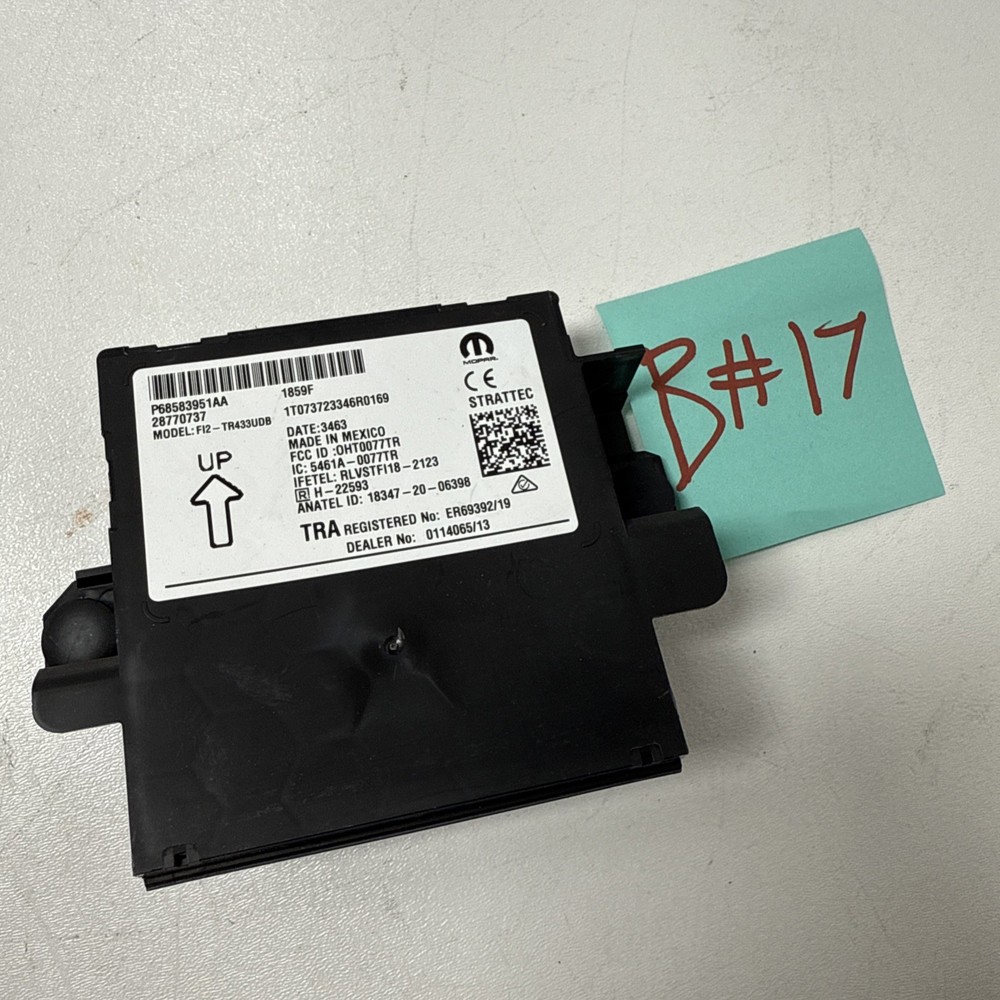 MOPAR
P68583951AA 1859F
28770737 1T073723346R0169
MODEL: FI2-TR433UDB
DATE:3463
MADE IN MEXICO
FCC ID :OHT0077TR
IC: 5461A-0077TR
IFETEL: RLVSTFI18-2123
R H-22593
ANATEL ID: 18347-20-06398
CE
STRATTEC
UP
TRA REGISTERED No: ER69392/19
DEALER No: 0114065/13
B#17